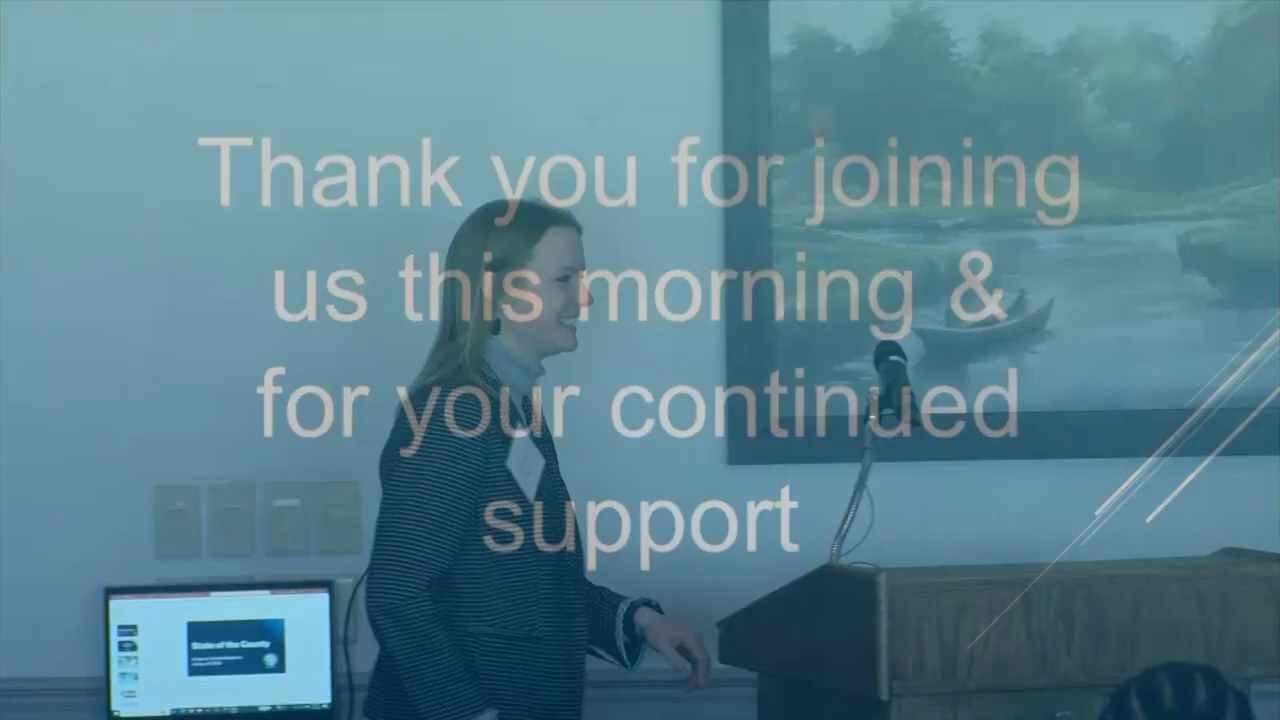 Thank you for joining
us this morning &
for your continued
support
State of the County